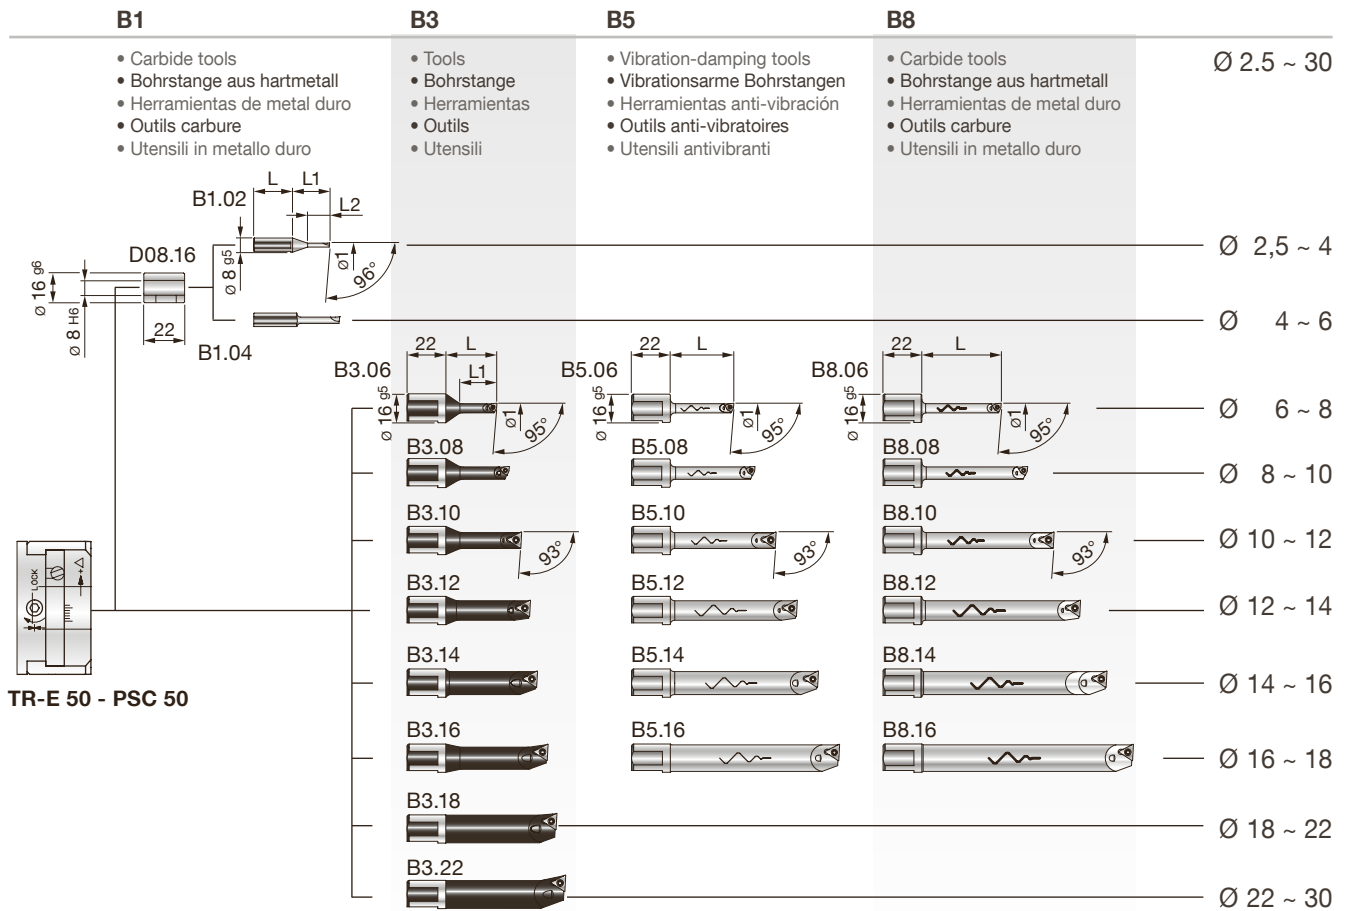 B1 B3 B5 B8
• Carbide tools
• Bohrstange aus hartmetall
• Herramientas de metal duro
• Outils carbure
• Utensili in metallo duro
• Tools
• Bohrstange
• Herramientas
• Outils
• Utensili
• Vibration-damping tools
• Vibrationsarme Bohrstangen
• Herramientas anti-vibración
• Outils anti-vibratoires
• Utensili antivibranti
• Carbide tools
• Bohrstange aus hartmetall
• Herramientas de metal duro
• Outils carbure
• Utensili in metallo duro
Ø 2.5 ~ 30
L L1
B1.02
L2
D08.16
Ø 16 g6
Ø 8 H6
22
Ø 8 g5
Ø1
96°
Ø 2,5 ~ 4
B1.04
Ø 4 ~ 6
B3.06
22 L
L1
Ø 16 g5
Ø1
95°
B5.06
22 L
Ø 16 g5
Ø1
95°
B8.06
22 L
Ø 16 g5
Ø1
95°
Ø 6 ~ 8
B3.08 B5.08 B8.08
Ø 8 ~ 10
B3.10 B5.10 B8.10
93° 93° 93°
Ø 10 ~ 12
B3.12 B5.12 B8.12
Ø 12 ~ 14
LOCK
+
TR-E 50 - PSC 50
B3.14 B5.14 B8.14
Ø 14 ~ 16
B3.16 B5.16 B8.16
Ø 16 ~ 18
B3.18
Ø 18 ~ 22
B3.22
Ø 22 ~ 30